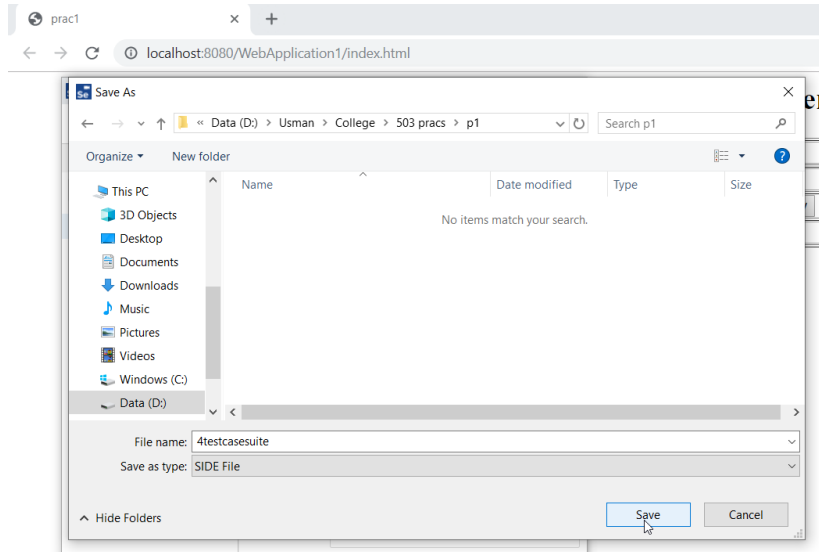 prac1
localhost:8080/WebApplication1/index.html
Se Save As
« Data (D:) > Usman > College > 503 pracs > p1
Search p1
Organize
New folder
?
This PC
3D Objects
Desktop
Documents
Downloads
Music
Pictures
Videos
Windows (C:)
Data (D:)
Name
Date modified
Type
Size
No items match your search.
File name: 4testcasesuite
Save as type: SIDE File
Hide Folders
Save
Cancel